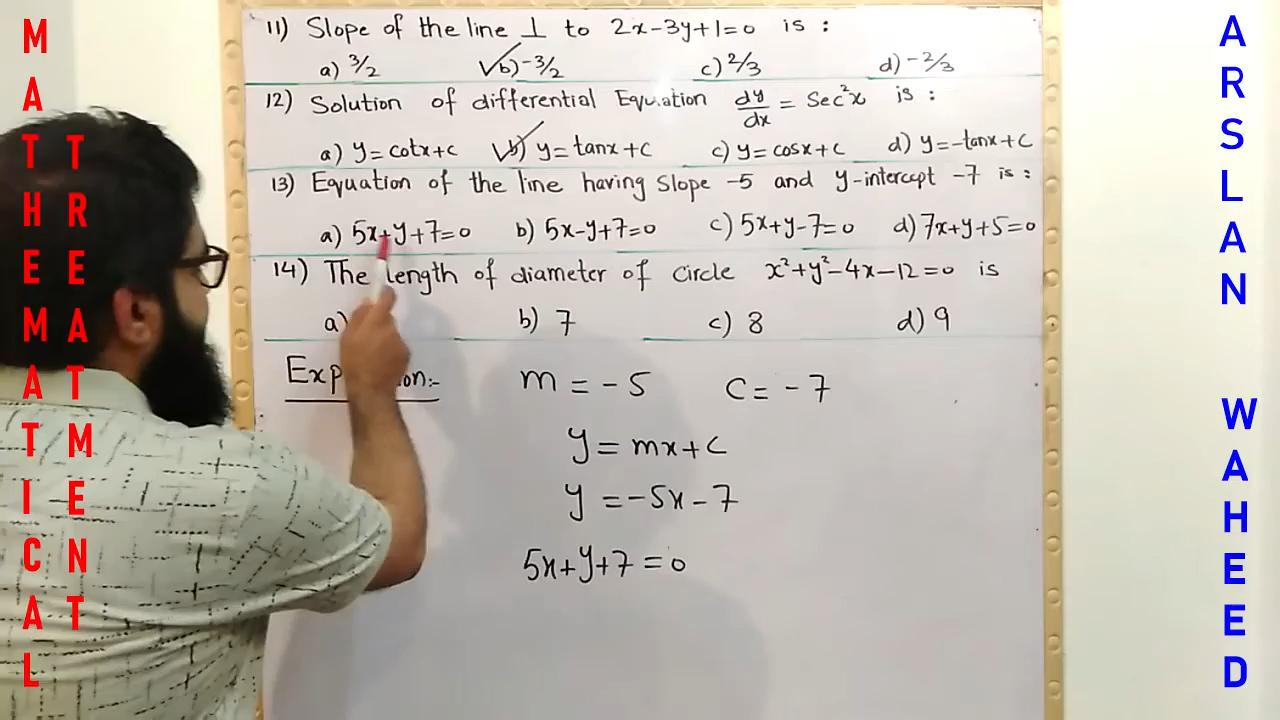 MATHEMATICAL
TREATMENT
11) Slope of the line ⊥ to 2x-3y+1=0 is :
a) 3/2 b) -3/2 c) 2/3 d) -2/3
12) Solution of differential Equation dy/dx = Sec²x is :
a) y=cotx+c b) y=tanx+c c) y=cosx+c d) y=-tanx+c
13) Equation of the line having Slope -5 and y-intercept -7 is :
a) 5x+y+7=0 b) 5x-y+7=0 c) 5x+y-7=0 d) 7x+y+5=0
14) The length of diameter of Circle x²+y²-4x-12=0 is
a) b) 7 c) 8 d) 9
m = -5 c = -7
y = mx+c
y = -5x-7
5x+y+7=0
ARSLAN
WAHEED